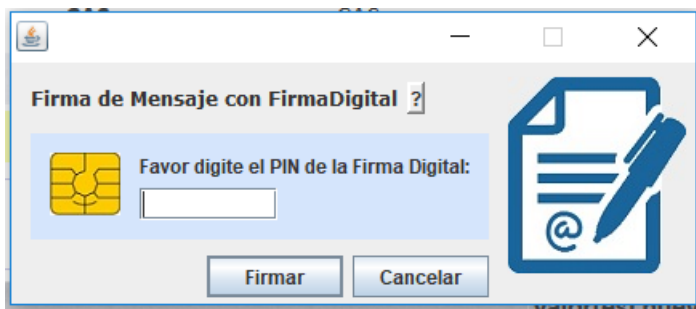 Firma de Mensaje con FirmaDigital ?
Favor digite el PIN de la Firma Digital:
@
Firmar Cancelar